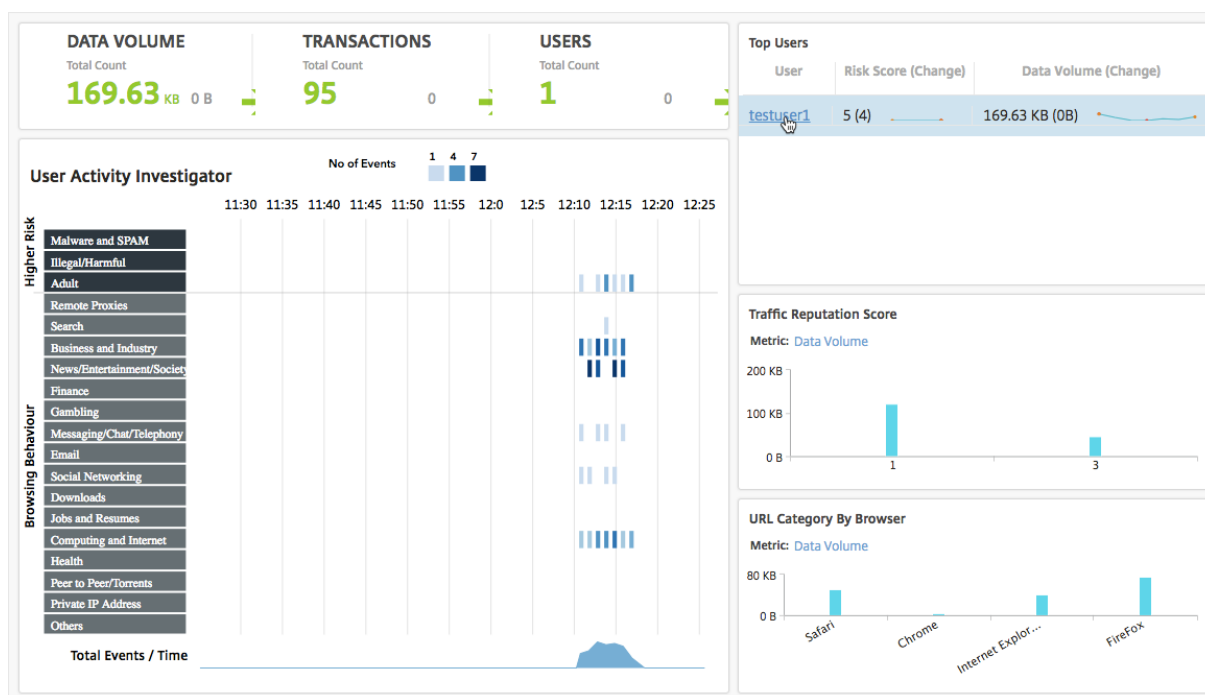 DATA VOLUME
Total Count
169.63 KB 0 B
TRANSACTIONS
Total Count
95 0
USERS
Total Count
1 0
User Activity Investigator
No of Events
1 4 7
11:30 11:35 11:40 11:45 11:50 11:55 12:0 12:5 12:10 12:15 12:20 12:25
Higher Risk
Malware and SPAM
Illegal/Harmful
Adult
Browsing Behaviour
Remote Proxies
Search
Business and Industry
News/Entertainment/Society
Finance
Gambling
Messaging/Chat/Telephony
Email
Social Networking
Downloads
Jobs and Resumes
Computing and Internet
Health
Peer to Peer/Torrents
Private IP Address
Others
Total Events / Time
Top Users
User Risk Score (Change) Data Volume (Change)
testuser1 5 (4) 169.63 KB (0B)
Traffic Reputation Score
Metric: Data Volume
200 KB
100 KB
0 B
1 3
URL Category By Browser
Metric: Data Volume
80 KB
0 B
Safari Chrome Internet Explor... FireFox